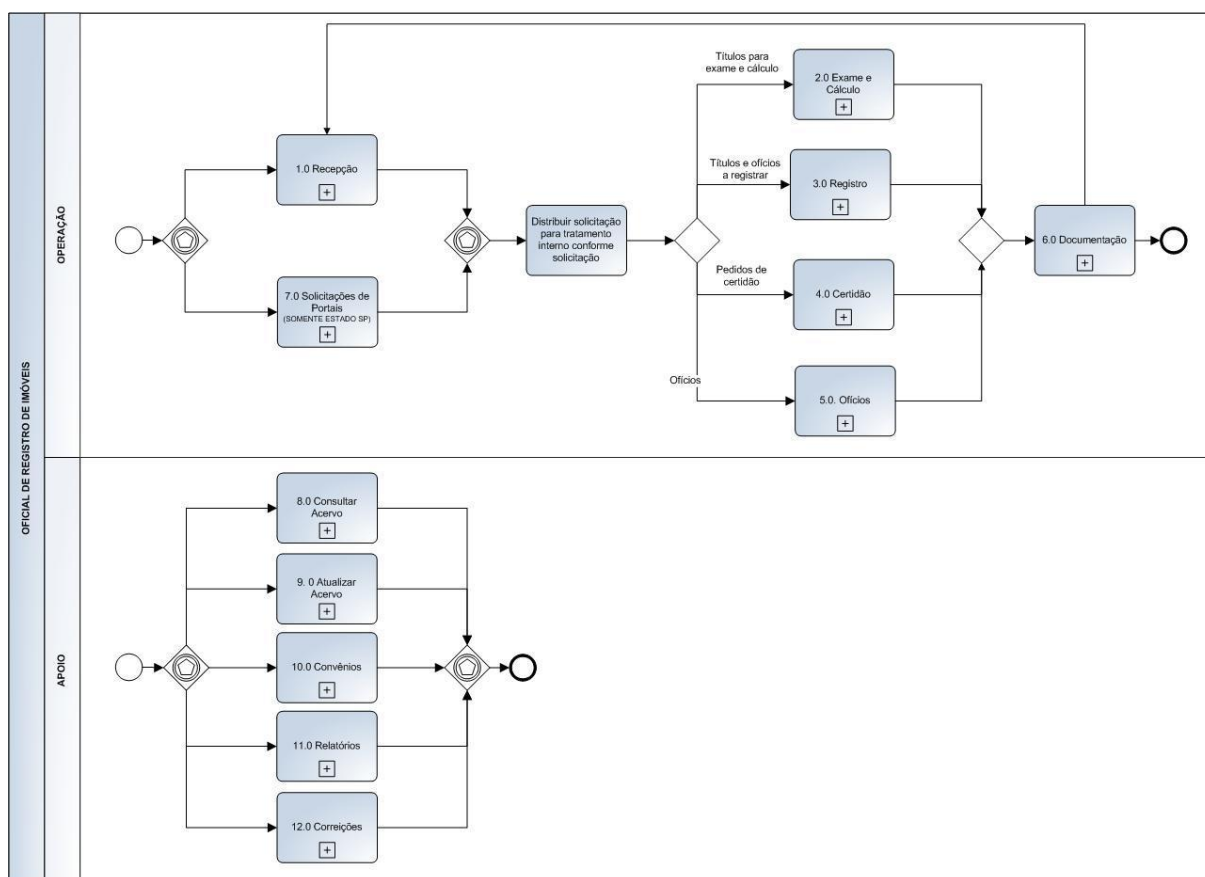 OFICIAL DE REGISTRO DE IMÓVEIS
OPERAÇÃO
1.0 Recepção
7.0 Solicitações de
Portais
(SOMENTE ESTADO SP)
Distribuir solicitação
para tratamento
interno conforme
solicitação
Títulos para
exame e cálculo
2.0 Exame e
Cálculo
Títulos e ofícios
a registrar
3.0 Registro
Pedidos de
certidão
4.0 Certidão
Ofícios
5.0. Ofícios
6.0 Documentação
APOIO
8.0 Consultar
Acervo
9. 0 Atualizar
Acervo
10.0 Convênios
11.0 Relatórios
12.0 Correições